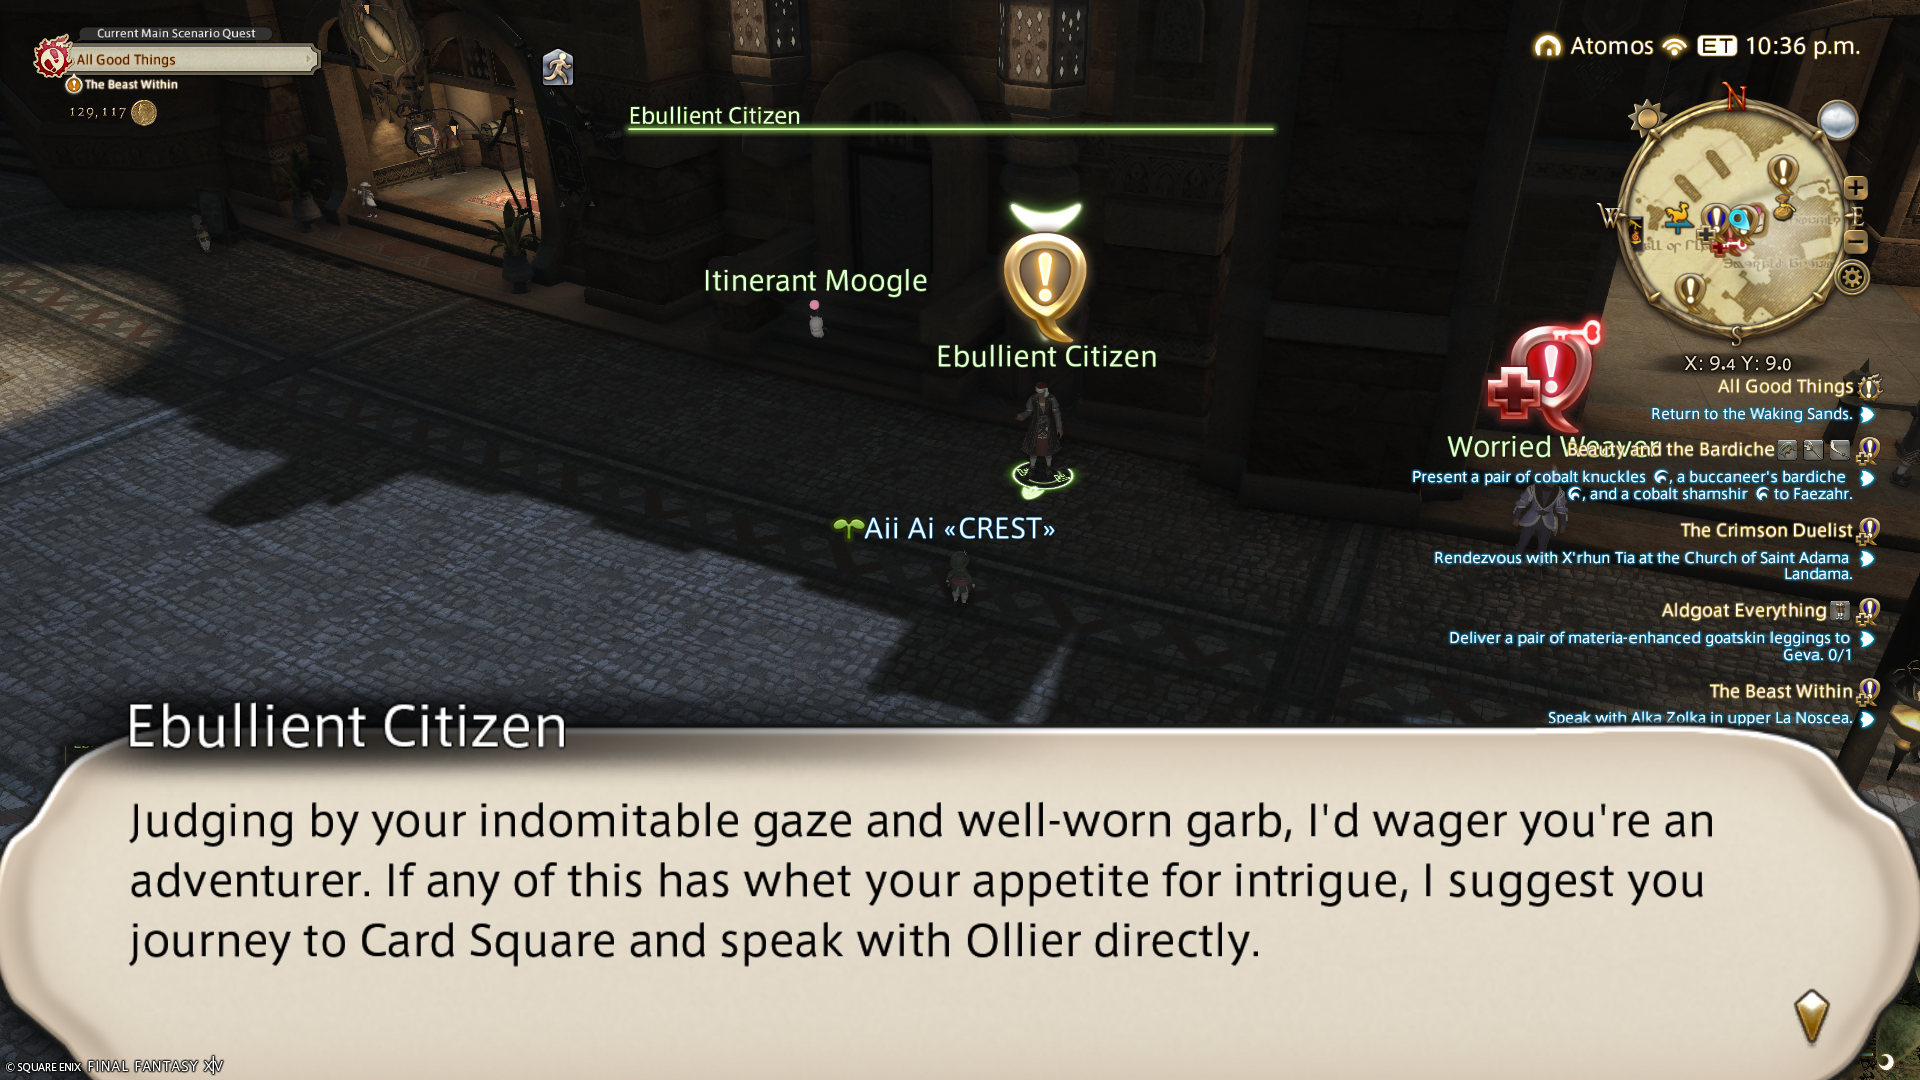 Current Main Scenario Quest
All Good Things
The Beast Within
129,117
Atomos ET 10:36 p.m.
Ebullient Citizen
N
W
E
S
X: 9.4 Y: 9.0
Itinerant Moogle
Ebullient Citizen
Worried Weaver
Aii Ai «CREST»
All Good Things
Return to the Waking Sands.
Beauty and the Bardiche
Present a pair of cobalt knuckles , a buccaneer's bardiche
, and a cobalt shamshir to Faezahr.
The Crimson Duelist
Rendezvous with X'rhun Tia at the Church of Saint Adama
Landama.
Aldgoat Everything
Deliver a pair of materia-enhanced goatskin leggings to
Geva. 0/1
The Beast Within
Speak with Alka Zolka in upper La Noscea.
Ebullient Citizen
Judging by your indomitable gaze and well-worn garb, I'd wager you're an
adventurer. If any of this has whet your appetite for intrigue, I suggest you
journey to Card Square and speak with Ollier directly.
© SQUARE ENIX FINAL FANTASY XIV